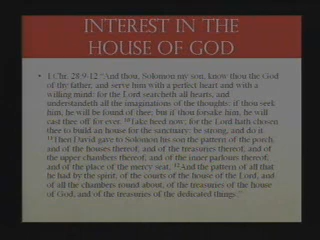 INTEREST IN THE
HOUSE OF GOD
• 1 Chr. 28:9-12 "And thou, Solomon my son, know thou the God
of thy father, and serve him with a perfect heart and with a
willing mind: for the Lord searcheth all hearts, and
understandeth all the imaginations of the thoughts: if thou seek
him, he will be found of thee; but if thou forsake him, he will
cast thee off for ever. 10Take heed now; for the Lord hath chosen
thee to build an house for the sanctuary: be strong, and do it.
11Then David gave to Solomon his son the pattern of the porch,
and of the houses thereof, and of the treasuries thereof, and of
the upper chambers thereof, and of the inner parlours thereof,
and of the place of the mercy seat, 12And the pattern of all that
he had by the spirit, of the courts of the house of the Lord, and
of all the chambers round about, of the treasuries of the house
of God, and of the treasuries of the dedicated things:"